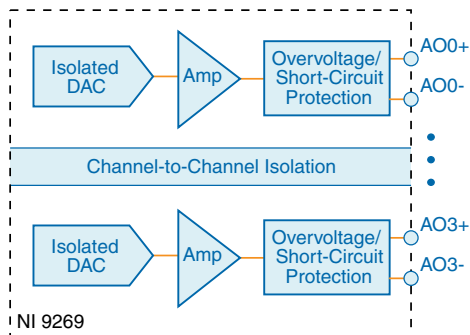 Isolated
DAC
Amp
Overvoltage/
Short-Circuit
Protection
AO0+
AO0-
Channel-to-Channel Isolation
Isolated
DAC
Amp
Overvoltage/
Short-Circuit
Protection
AO3+
AO3-
NI 9269